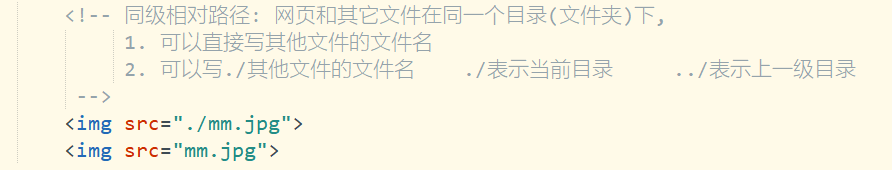 <!-- 同级相对路径: 网页和其它文件在同一个目录(文件夹)下,
1. 可以直接写其他文件的文件名
2. 可以写./其他文件的文件名    ./表示当前目录    ../表示上一级目录
-->
<img src="./mm.jpg">
<img src="mm.jpg">